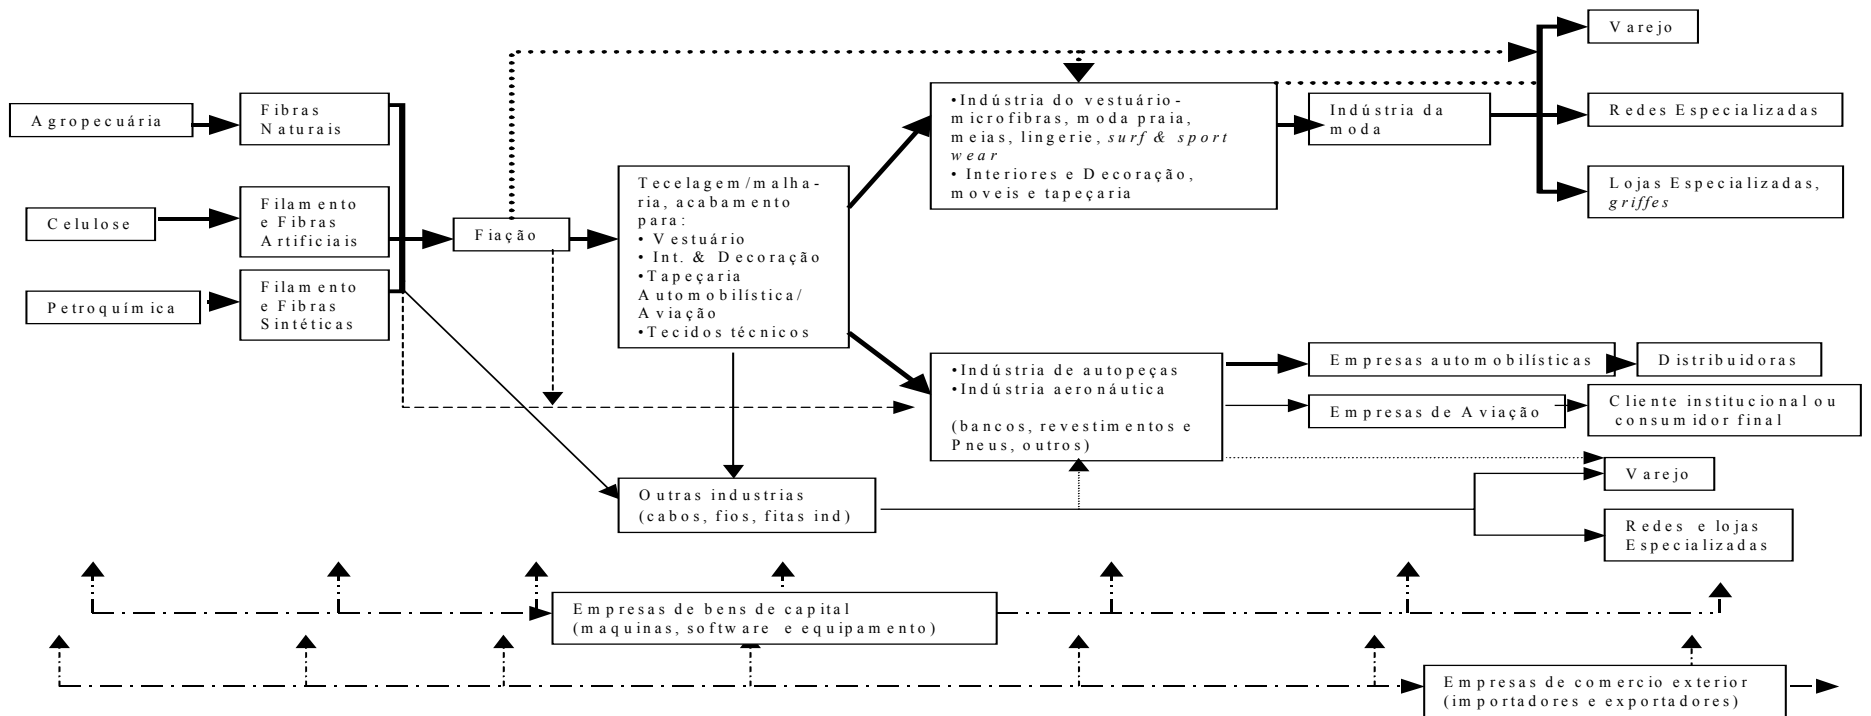 Varejo
Fibras
Naturais
Agropecuária
•Indústria do vestuário-
microfibras, moda praia,
meias, lingerie, surf & sport
wear
• Interiores e Decoração,
moveis e tapeçaria
Indústria da
moda
Redes Especializadas
Lojas Especializadas,
griffes
Celulose
Filamento
e Fibras
Artificiais
Fiação
Tecelagem/malha-
ria, acabamento
para:
• Vestuário
• Int. & Decoração
•Tapeçaria
Automobilística/
Aviação
•Tecidos técnicos
Petroquímica
Filamento
e Fibras
Sintéticas
•Indústria de autopeças
•Indústria aeronáutica
(bancos, revestimentos e
Pneus, outros)
Empresas automobilísticas
Distribuidoras
Empresas de Aviação
Cliente institucional ou
consumidor final
Varejo
Outras industrias
(cabos, fios, fitas ind)
Redes e lojas
Especializadas
Empresas de bens de capital
(maquinas, software e equipamento)
Empresas de comercio exterior
(importadores e exportadores)